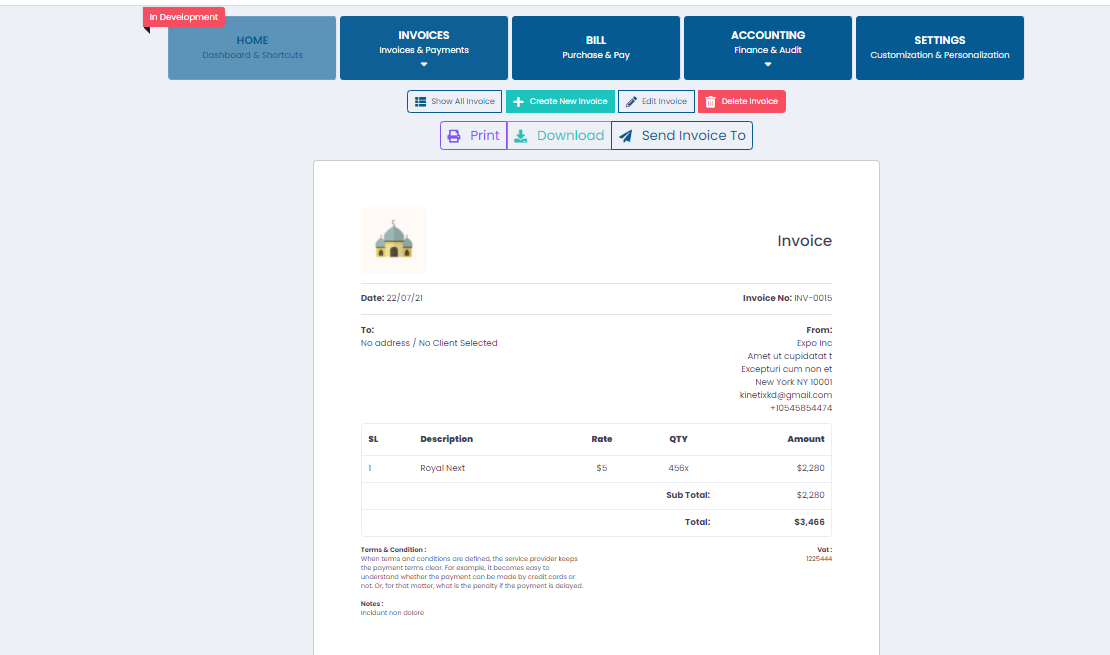 In Development
HOME
Dashboard & Shortcuts
INVOICES
Invoices & Payments
BILL
Purchase & Pay
ACCOUNTING
Finance & Audit
SETTINGS
Customization & Personalization
Show All Invoice
Create New Invoice
Edit Invoice
Delete Invoice
Print
Download
Send Invoice To
Invoice
Date: 22/07/21
Invoice No: INV-0015
To:
No address / No Client Selected
From:
Expo Inc
Amet ut cupidatat t
Excepturi cum non et
New York NY 10001
kinetixkd@gmail.com
+10545854474
SL Description Rate QTY Amount
1 Royal Next $5 456x $2,280
Sub Total: $2,280
Total: $3,466
Terms & Condition :
When terms and conditions are defined, the service provider keeps
the payment terms clear. For example, it becomes easy to
understand whether the payment can be made by credit cards or
not. Or, for that matter, what is the penalty if the payment is delayed.
Vat :
1225444
Notes :
Incidunt non dolore